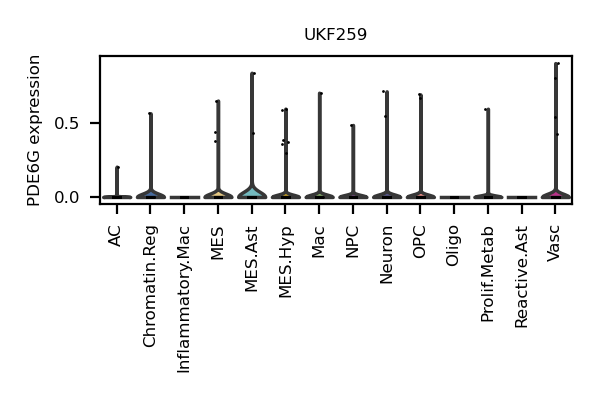 UKF259
PDE6G expression
0.5
0.0
AC
Chromatin.Reg
Inflammatory.Mac
MES
MES.Ast
MES.Hyp
Mac
NPC
Neuron
OPC
Oligo
Prolif.Metab
Reactive.Ast
Vasc